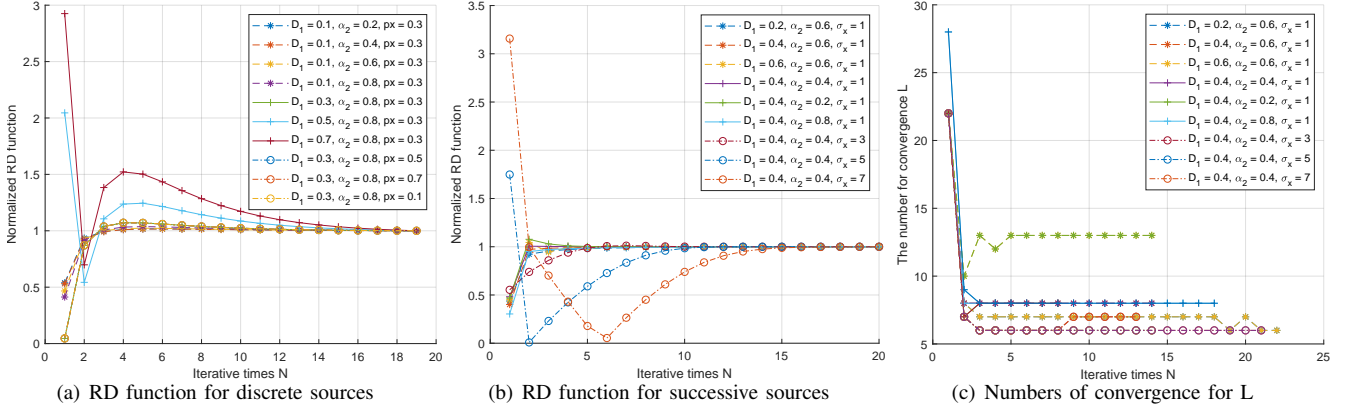 3
2.5
2
1.5
1
0.5
0
0 2 4 6 8 10 12 14 16 18 20
Normalized RD function
Iterative times N
D1 = 0.1, α2 = 0.2, px = 0.3
D1 = 0.1, α2 = 0.4, px = 0.3
D1 = 0.1, α2 = 0.6, px = 0.3
D1 = 0.1, α2 = 0.8, px = 0.3
D1 = 0.3, α2 = 0.8, px = 0.3
D1 = 0.5, α2 = 0.8, px = 0.3
D1 = 0.7, α2 = 0.8, px = 0.3
D1 = 0.3, α2 = 0.8, px = 0.5
D1 = 0.3, α2 = 0.8, px = 0.7
D1 = 0.3, α2 = 0.8, px = 0.1
(a) RD function for discrete sources
3.5
3
2.5
2
1.5
1
0.5
0
0 5 10 15 20
Normalized RD function
Iterative times N
D1 = 0.2, α2 = 0.6, σx = 1
D1 = 0.4, α2 = 0.6, σx = 1
D1 = 0.6, α2 = 0.6, σx = 1
D1 = 0.4, α2 = 0.4, σx = 1
D1 = 0.4, α2 = 0.2, σx = 1
D1 = 0.4, α2 = 0.8, σx = 1
D1 = 0.4, α2 = 0.4, σx = 3
D1 = 0.4, α2 = 0.4, σx = 5
D1 = 0.4, α2 = 0.4, σx = 7
(b) RD function for successive sources
30
25
20
15
10
5
0 5 10 15 20 25
The number for convergence L
Iterative times N
D1 = 0.2, α2 = 0.6, σx = 1
D1 = 0.4, α2 = 0.6, σx = 1
D1 = 0.6, α2 = 0.6, σx = 1
D1 = 0.4, α2 = 0.4, σx = 1
D1 = 0.4, α2 = 0.2, σx = 1
D1 = 0.4, α2 = 0.8, σx = 1
D1 = 0.4, α2 = 0.4, σx = 3
D1 = 0.4, α2 = 0.4, σx = 5
D1 = 0.4, α2 = 0.4, σx = 7
(c) Numbers of convergence for L